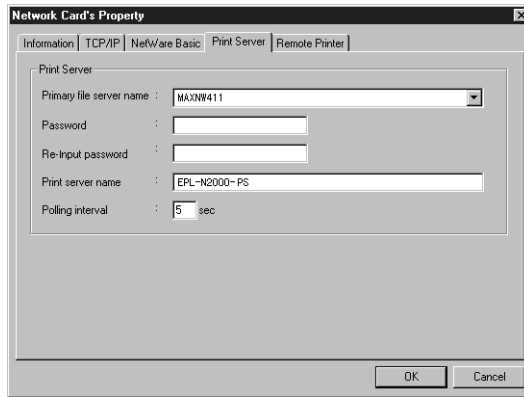 Network Card's Property
Information TCP/IP NetWare Basic Print Server Remote Printer
Print Server
Primary file server name : MAXNW411
Password :
Re-Input password :
Print server name : EPL-N2000-PS
Polling interval : 5 sec
OK Cancel